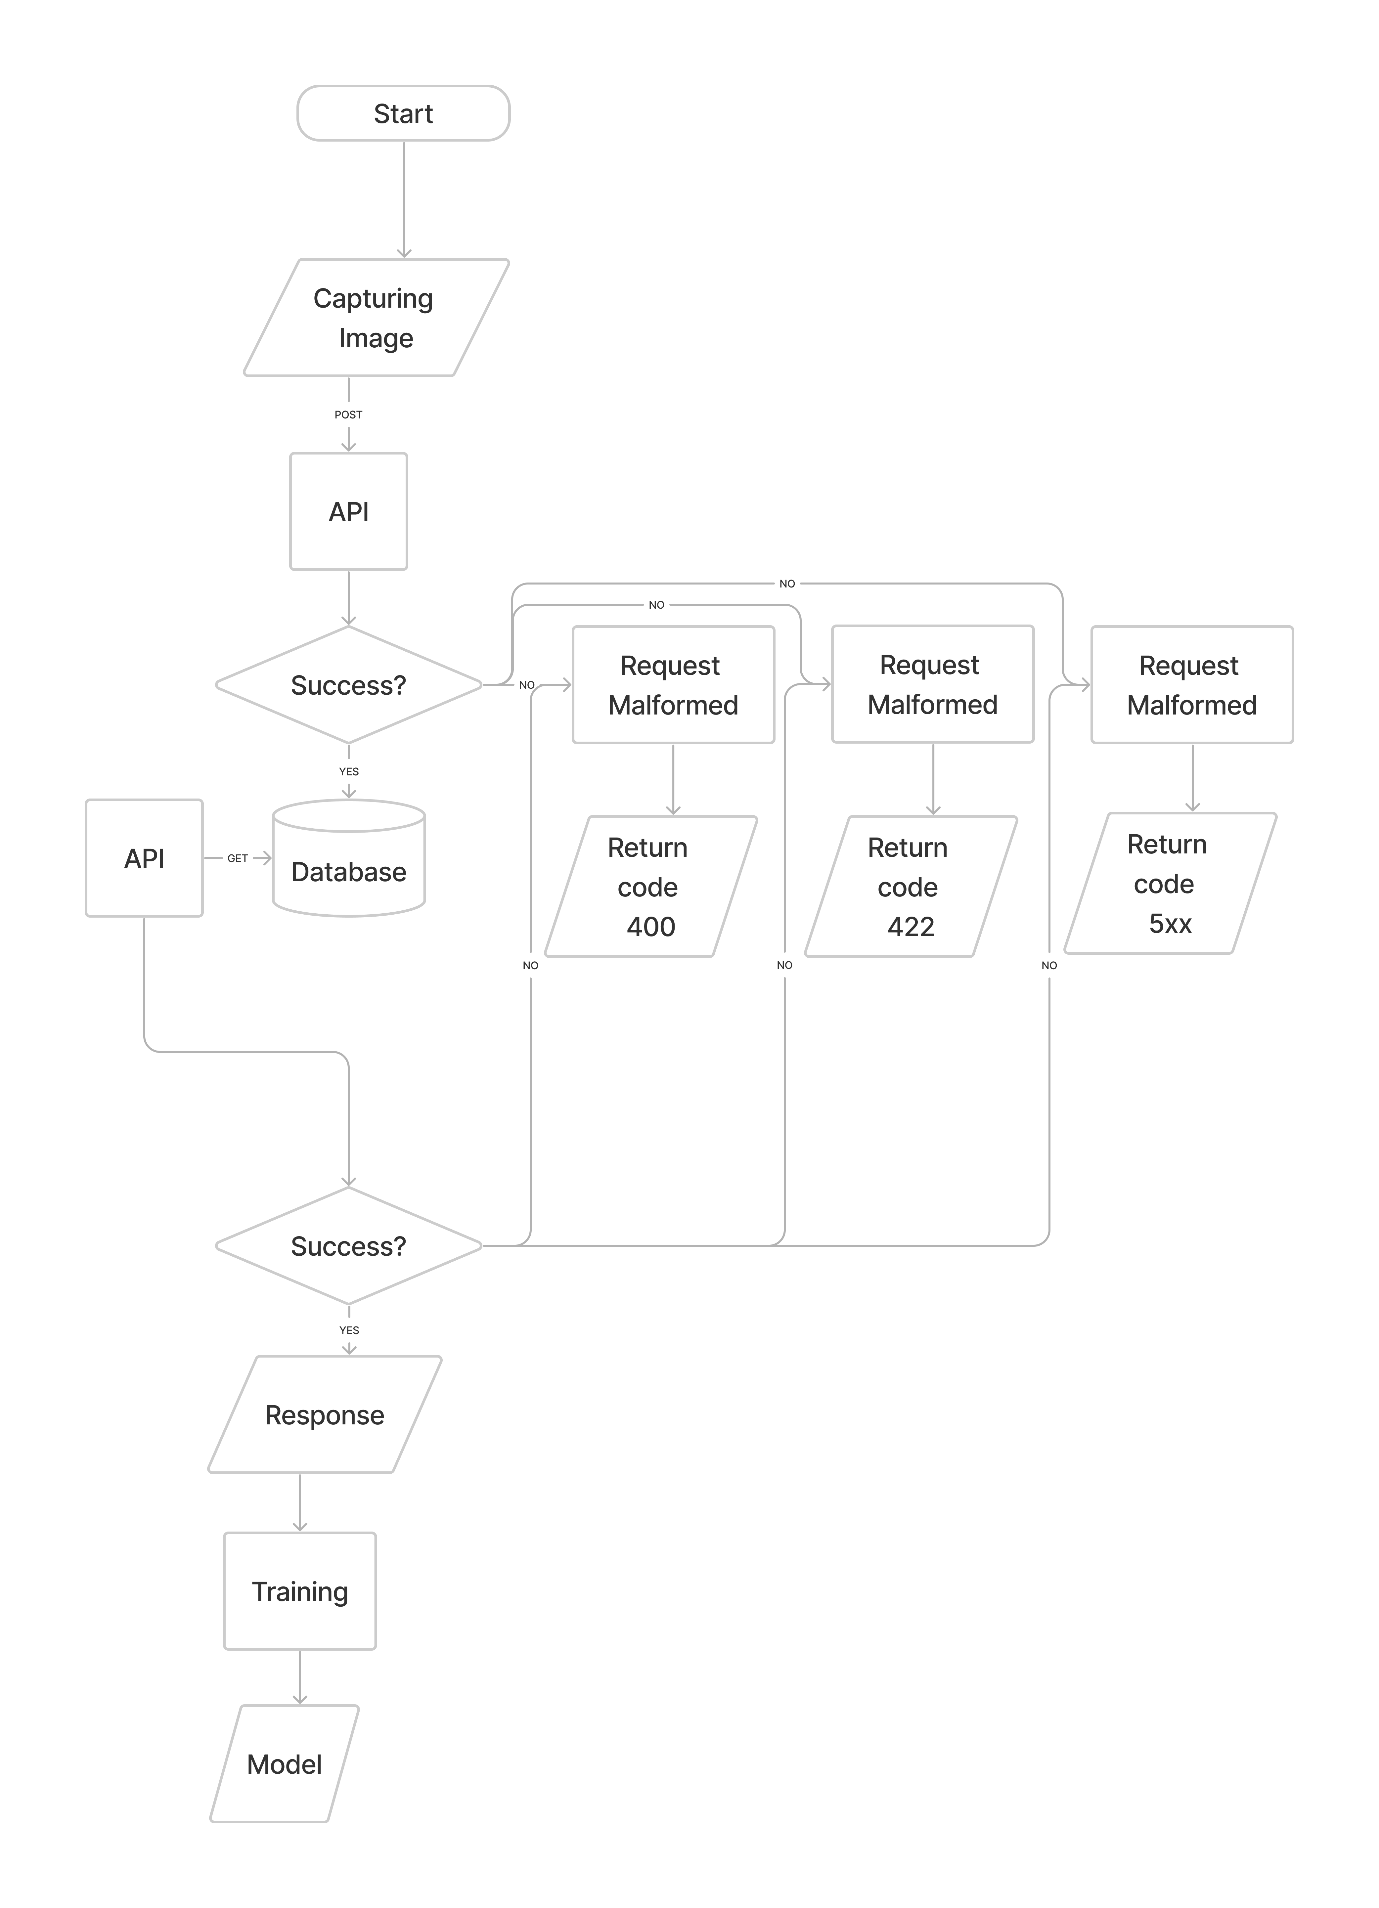 Start
Capturing
Image
POST
API
NO
NO
Success?
NO
Request
Malformed
Request
Malformed
Request
Malformed
YES
API
GET
Database
Return
code
400
Return
code
422
Return
code
5xx
NO
NO
NO
Success?
YES
Response
Training
Model